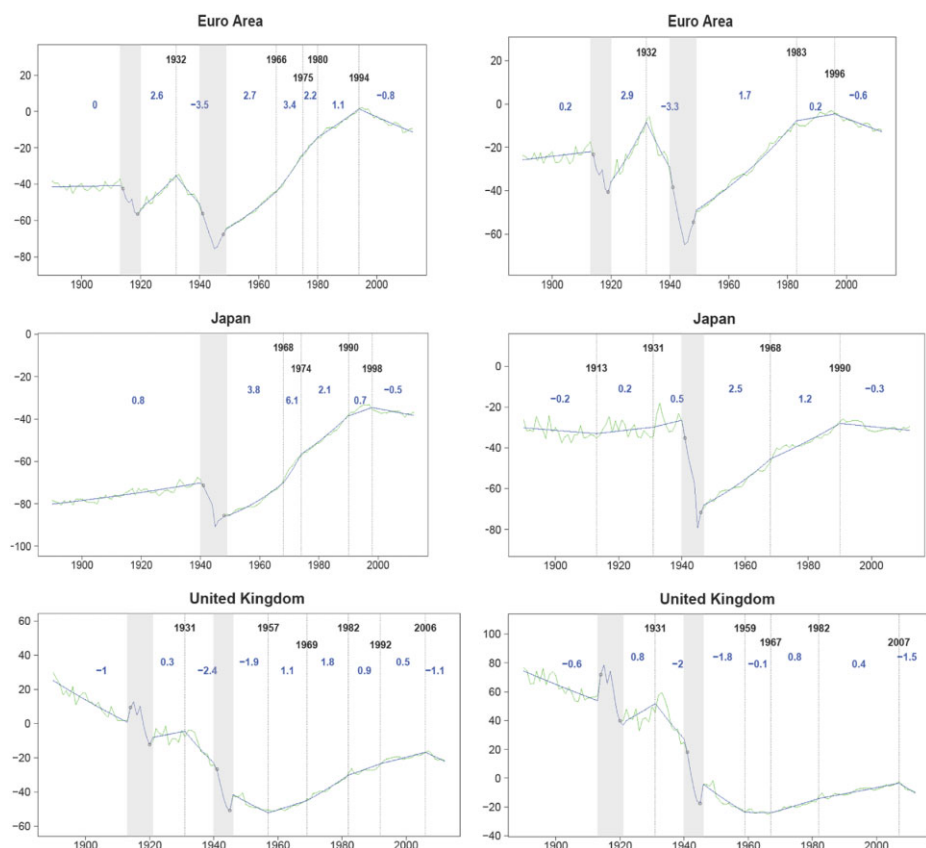 Euro Area
1932 1966 1980
1975 1994
0 2.6 −3.5 2.7 3.4 2.2 1.1 −0.8
20
0
−20
−40
−60
−80
1900 1920 1940 1960 1980 2000
Euro Area
1932 1983
1996
0.2 2.9 −3.3 1.7 0.2 −0.6
20
0
−20
−40
−60
1900 1920 1940 1960 1980 2000
Japan
1968 1990
1974 1998
0.8 3.8 6.1 2.1 0.7 −0.5
0
−20
−40
−60
−80
−100
1900 1920 1940 1960 1980 2000
Japan
1931 1968
1913 1990
−0.2 0.2 0.5 2.5 1.2 −0.3
0
−20
−40
−60
−80
1900 1920 1940 1960 1980 2000
United Kingdom
1931 1957 1982 2006
1969 1992
−1 0.3 −2.4 −1.9 1.1 1.8 0.9 0.5 −1.1
60
40
20
0
−20
−40
−60
1900 1920 1940 1960 1980 2000
United Kingdom
1931 1959 1982 2007
1967
−0.6 0.8 −2 −1.8 −0.1 0.8 0.4 −1.5
100
80
60
40
20
0
−20
−40
1900 1920 1940 1960 1980 2000